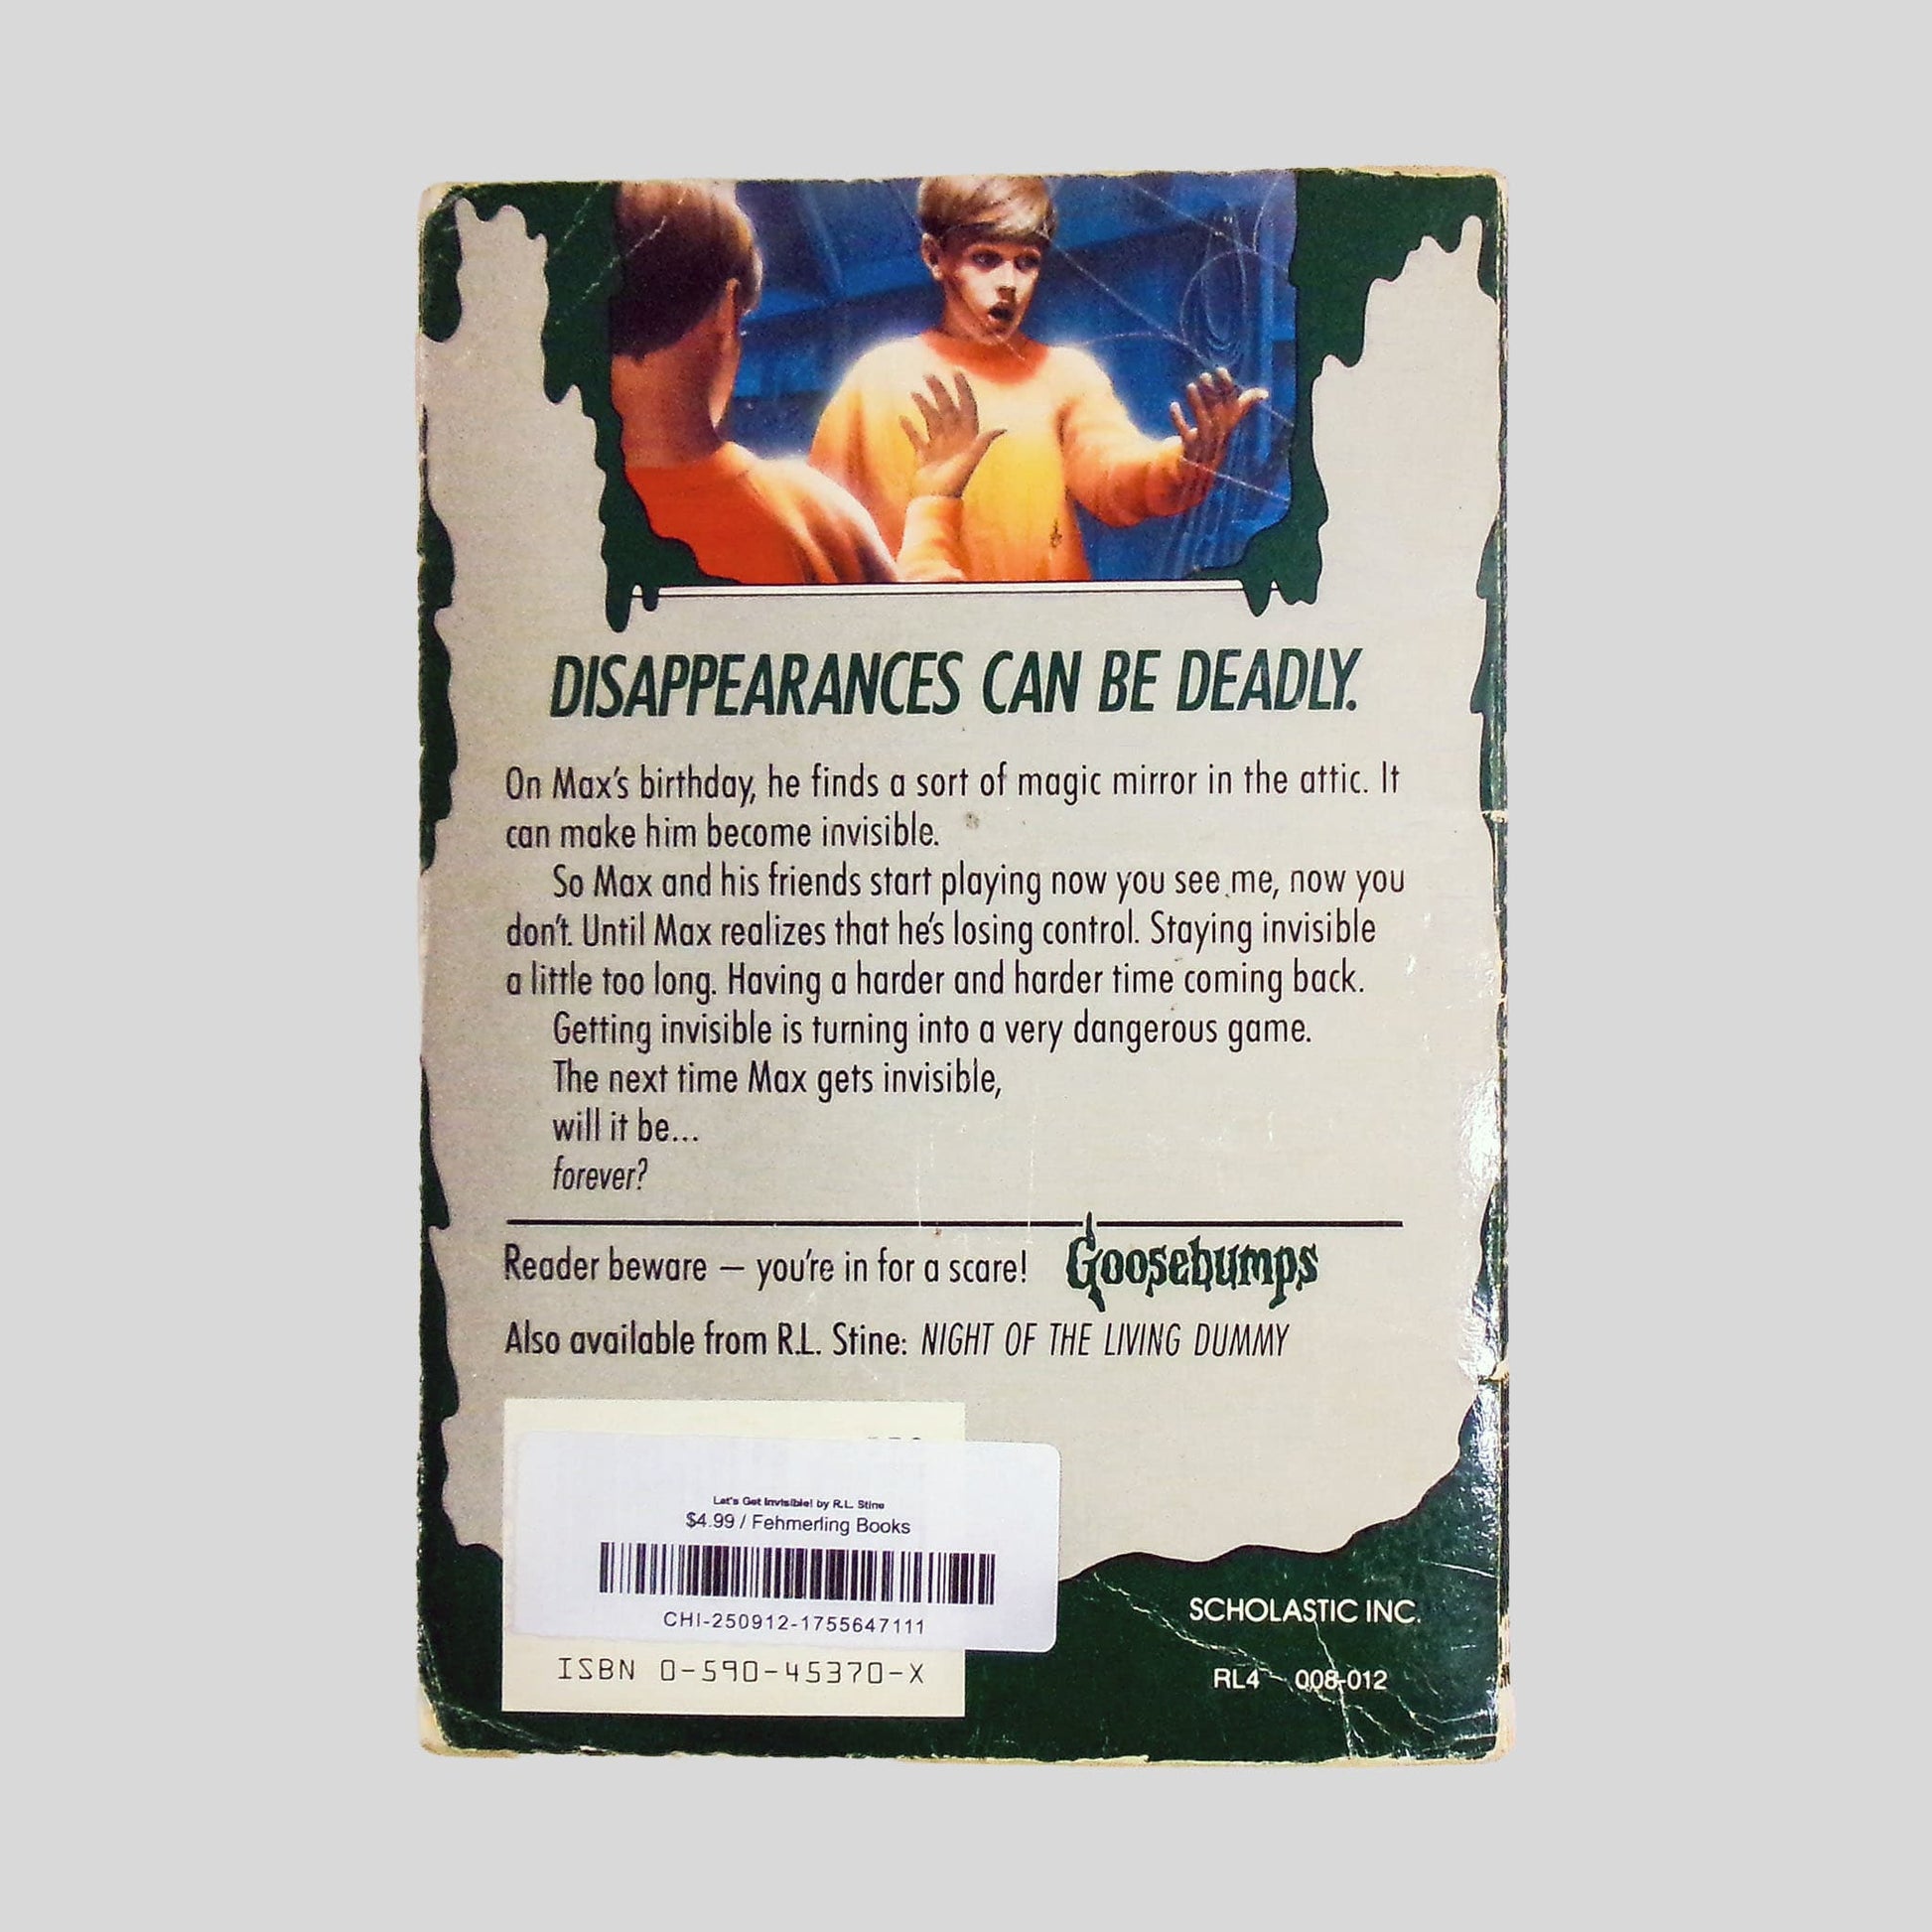 DISAPPEARANCES CAN BE DEADLY.
On Max's birthday, he finds a sort of magic mirror in the attic. It
can make him become invisible.
So Max and his friends start playing now you see me, now you
don't. Until Max realizes that he's losing control. Staying invisible
a little too long. Having a harder and harder time coming back.
Getting invisible is turning into a very dangerous game.
The next time Max gets invisible,
will it be...
forever?
Reader beware — you're in for a scare! Goosebumps
Also available from R.L. Stine: NIGHT OF THE LIVING DUMMY
Let's Get Invisible! by R.L. Stine
$4.99 / Fehmerling Books
CHI-250912-1755647111
ISBN 0-590-45370-X
SCHOLASTIC INC.
RL4 008-012